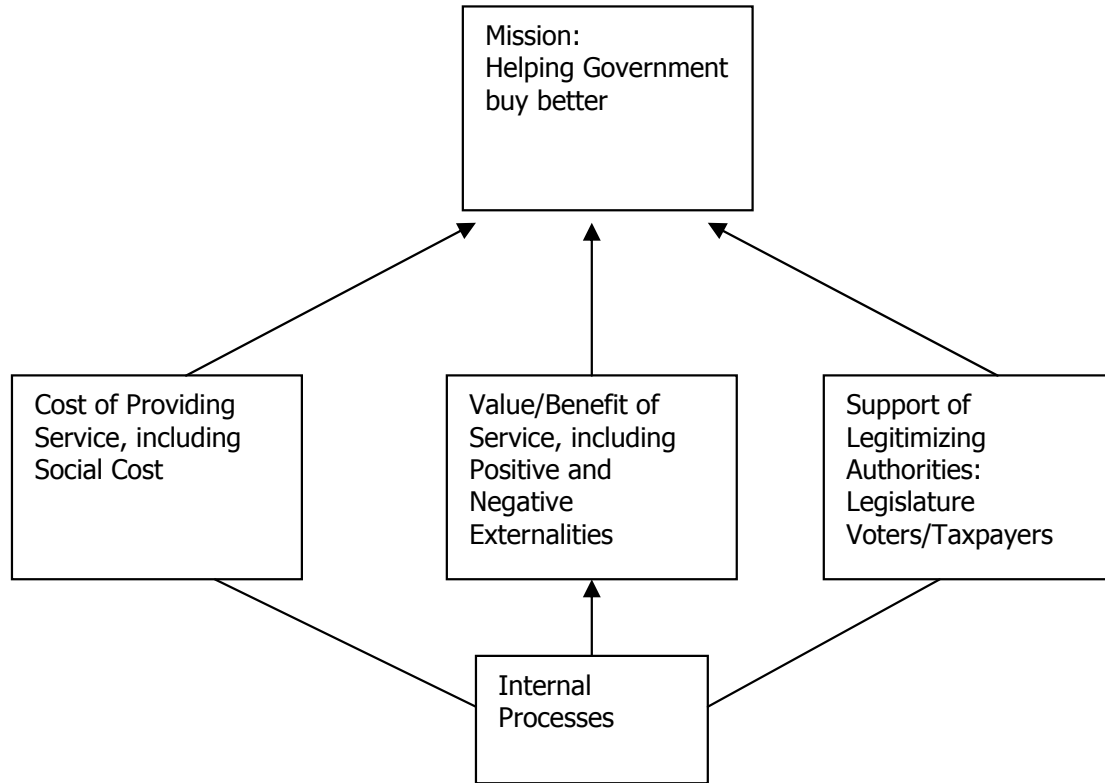 Mission:
Helping Government
buy better
Cost of Providing
Service, including
Social Cost
Value/Benefit of
Service, including
Positive and
Negative
Externalities
Support of
Legitimizing
Authorities:
Legislature
Voters/Taxpayers
Internal
Processes